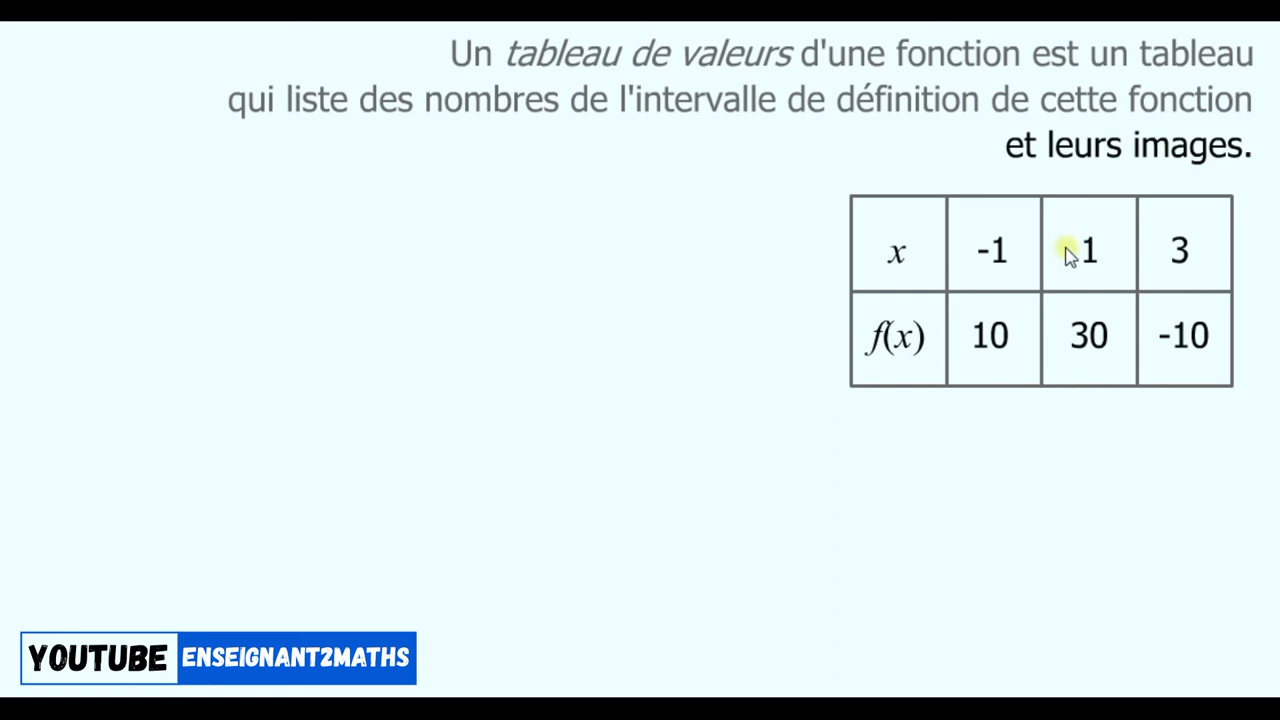 Un tableau de valeurs d'une fonction est un tableau
qui liste des nombres de l'intervalle de définition de cette fonction
et leurs images.
x -1 1 3
f(x) 10 30 -10
YOUTUBE ENSEIGNANT2MATHS